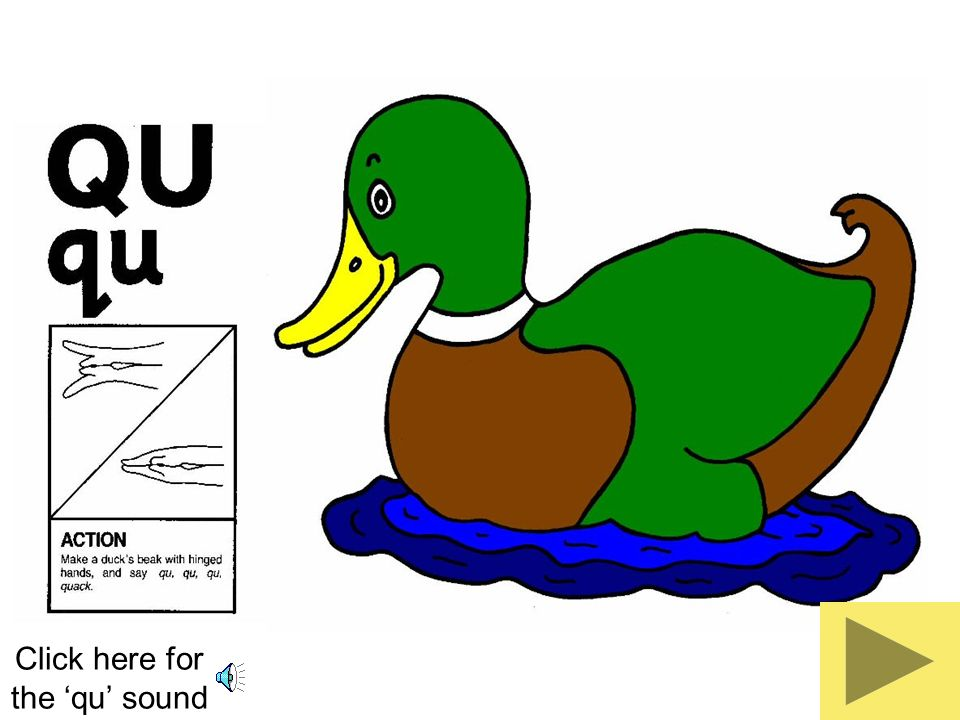 QU
qu
ACTION
Make a duck's beak with hinged
hands, and say qu, qu, qu,
quack.
Click here for
the ‘qu’ sound